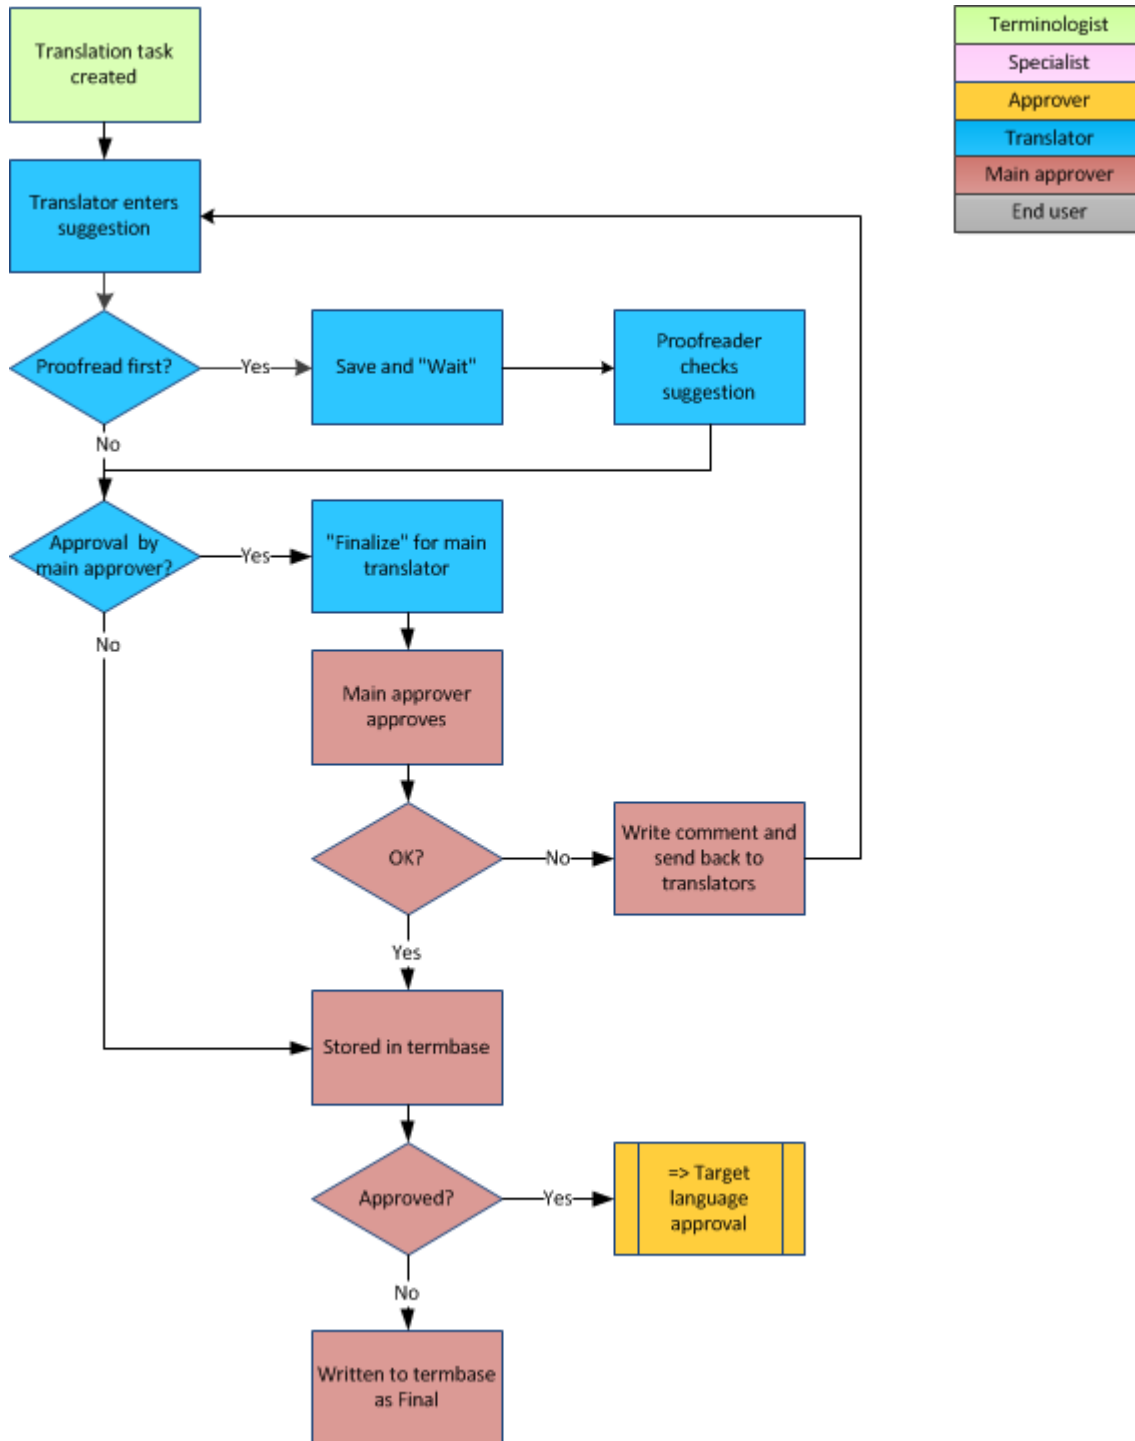 Translation task
created
Terminologist
Specialist
Approver
Translator
Main approver
End user
Translator enters
suggestion
Proofread first?
Yes
Save and "Wait"
Proofreader
checks
suggestion
No
Approval by
main approver?
Yes
"Finalize" for main
translator
No
Main approver
approves
OK?
No
Write comment and
send back to
translators
Yes
Stored in termbase
Approved?
Yes
=> Target
language
approval
No
Written to termbase
as Final